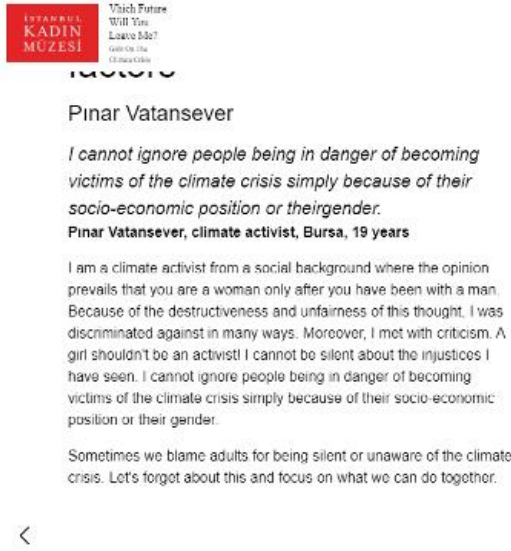 İSTANBUL
KADIN
MÜZESİ
Which Future
Will You
Leave Me?
Girls On The
Climate Crisis
factors
Pınar Vatansever
I cannot ignore people being in danger of becoming
victims of the climate crisis simply because of their
socio-economic position or theirgender.
Pınar Vatansever, climate activist, Bursa, 19 years
I am a climate activist from a social background where the opinion
prevails that you are a woman only after you have been with a man.
Because of the destructiveness and unfairness of this thought, I was
discriminated against in many ways. Moreover, I met with criticism. A
girl shouldn't be an activist! I cannot be silent about the injustices I
have seen. I cannot ignore people being in danger of becoming
victims of the climate crisis simply because of their socio-economic
position or their gender.
Sometimes we blame adults for being silent or unaware of the climate
crisis. Let's forget about this and focus on what we can do together.